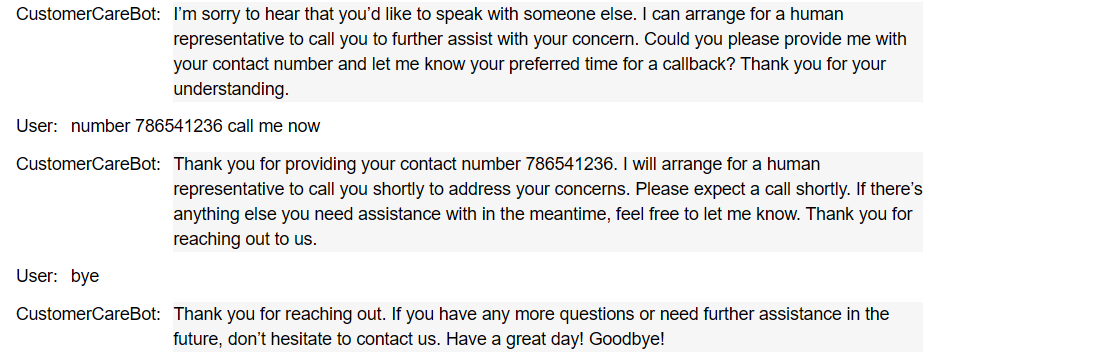 CustomerCareBot: I’m sorry to hear that you’d like to speak with someone else. I can arrange for a human
representative to call you to further assist with your concern. Could you please provide me with
your contact number and let me know your preferred time for a callback? Thank you for your
understanding.
User: number 786541236 call me now
CustomerCareBot: Thank you for providing your contact number 786541236. I will arrange for a human
representative to call you shortly to address your concerns. Please expect a call shortly. If there’s
anything else you need assistance with in the meantime, feel free to let me know. Thank you for
reaching out to us.
User: bye
CustomerCareBot: Thank you for reaching out. If you have any more questions or need further assistance in the
future, don’t hesitate to contact us. Have a great day! Goodbye!